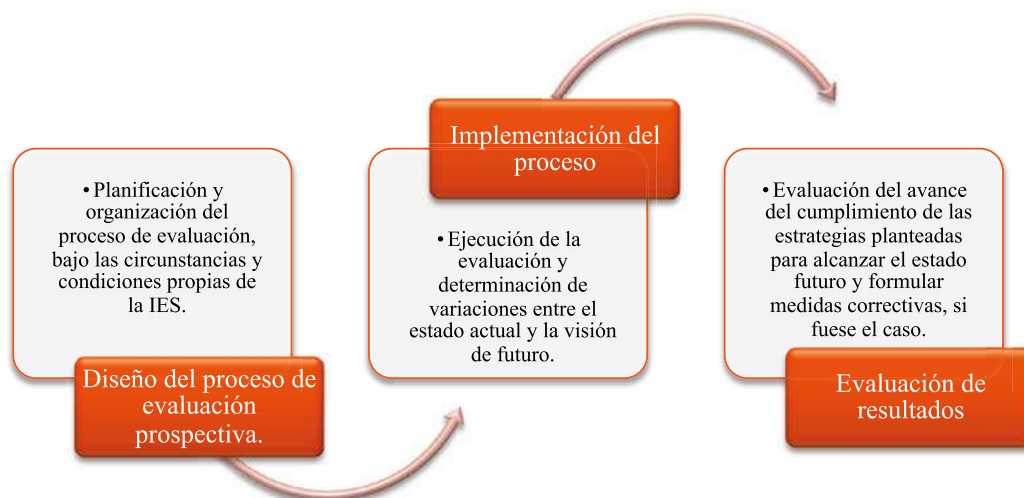 • Planificación y
organización del
proceso de evaluación,
bajo las circunstancias y
condiciones propias de
la IES.
Diseño del proceso de
evaluación
prospectiva.
Implementación del
proceso
• Ejecución de la
evaluación y
determinación de
variaciones entre el
estado actual y la visión
de futuro.
• Evaluación del avance
del cumplimiento de las
estrategias planteadas
para alcanzar el estado
futuro y formular
medidas correctivas, si
fuese el caso.
Evaluación de
resultados